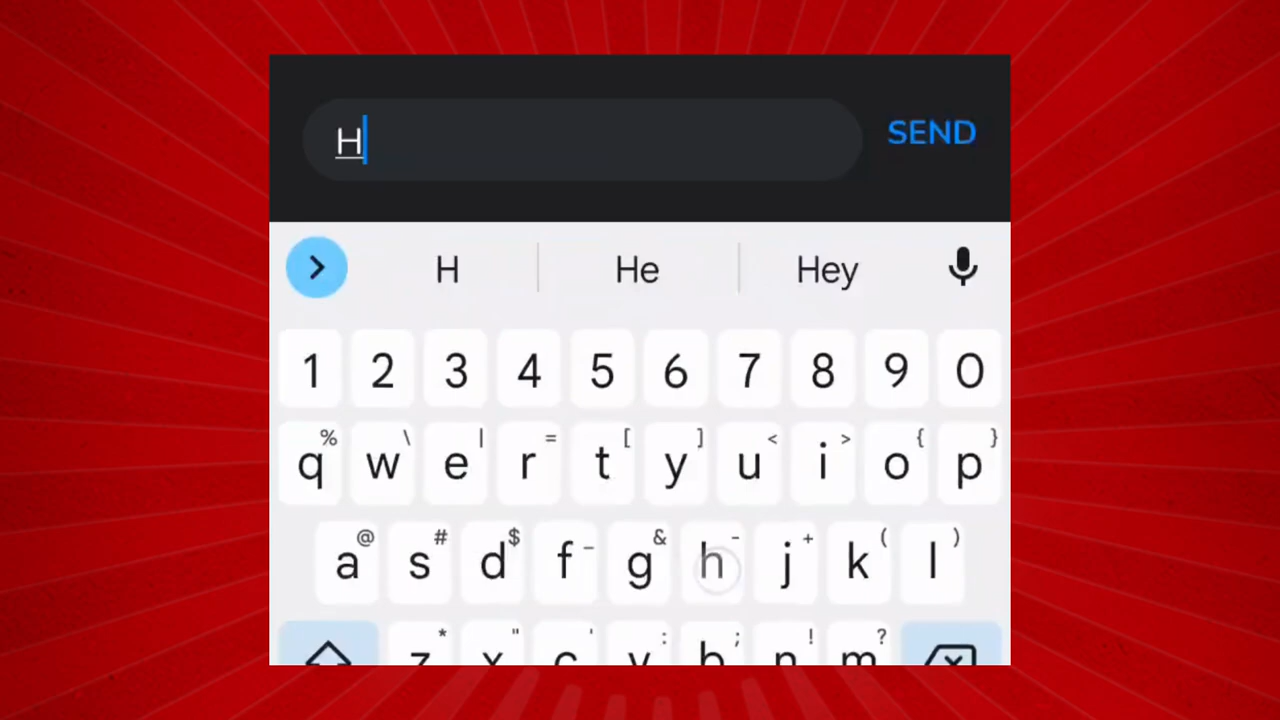 H
SEND
H He Hey
1 2 3 4 5 6 7 8 9 0
% \ | = [ ] < > { }
q w e r t y u i o p
@ # $ _ & - + ( )
a s d f g h j k l
* " ' : ; ! ?
z x c v b n m